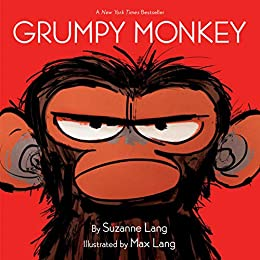 A New York Times Bestseller
GRUMPY MONKEY
By Suzanne Lang
Illustrated by Max Lang